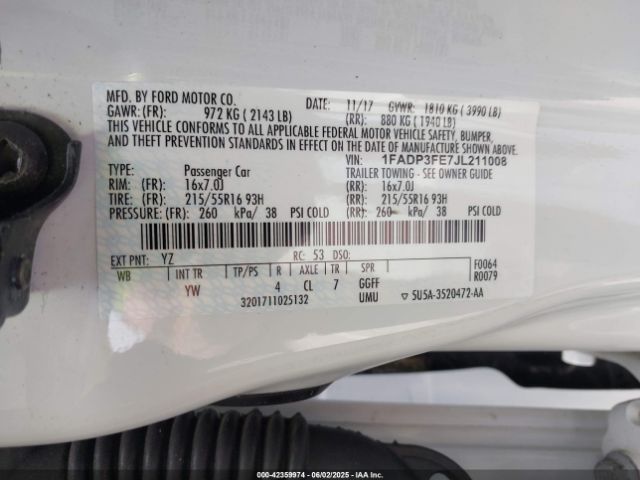 MFD. BY FORD MOTOR CO. DATE: 11/17 GVWR: 1810 KG ( 3990 LB)
GAWR: (FR): 972 KG ( 2143 LB) (RR): 880 KG ( 1940 LB)
THIS VEHICLE CONFORMS TO ALL APPLICABLE FEDERAL MOTOR VEHICLE SAFETY, BUMPER,
AND THEFT PREVENTION STANDARDS IN EFFECT ON THE DATE OF MANUFACTURE SHOWN ABOVE.
VIN: 1FADP3FE7JL211008
TYPE: Passenger Car TRAILER TOWING - SEE OWNER GUIDE
RIM: (FR): 16x7.0J (RR): 16x7.0J
TIRE: (FR): 215/55R16 93H (RR): 215/55R16 93H
PRESSURE: (FR): 260 kPa/ 38 PSI COLD (RR): 260 kPa/ 38 PSI COLD
EXT PNT: YZ RC: 53 DSO: F0064
WB INT TR TP/PS R AXLE TR SPR R0079
YW 4 CL 7 GGFF
3201711025132 UMU ▽ 5U5A-3520472-AA
000-42359974 | 06/02/2025 | IAAI.COM